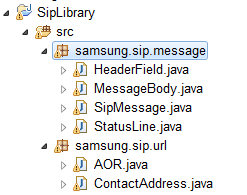 SipLibrary
src
samsung.sip.message
HeaderField.java
MessageBody.java
SipMessage.java
StatusLine.java
samsung.sip.url
AOR.java
ContactAddress.java